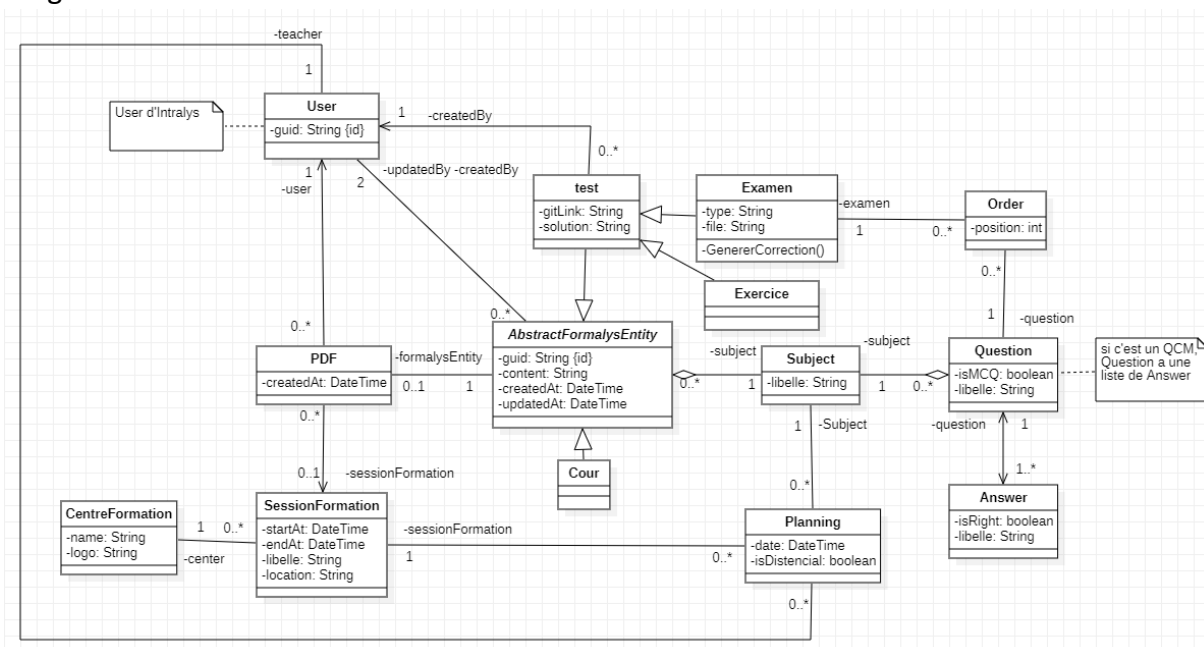 -teacher
1
User
-guid: String {id}
User d'Intralys
1
-createdBy
0..*
1
-user
2
-updatedBy -createdBy
test
-gitLink: String
-solution: String
Examen
-type: String
-file: String
-GenererCorrection()
-examen
1
0..*
Order
-position: int
0..*
1
-question
Exercice
0..*
AbstractFormalysEntity
-guid: String {id}
-content: String
-createdAt: DateTime
-updatedAt: DateTime
0..*
PDF
-createdAt: DateTime
-formalysEntity
0..1
1
-subject
0..*
1
Subject
-libelle: String
-subject
1
0..*
Question
-isMCQ: boolean
-libelle: String
si c'est un QCM,
Question a une
liste de Answer
0..*
0..1
-sessionFormation
Cour
1
-Subject
0..*
-question
1
1..*
Answer
-isRight: boolean
-libelle: String
CentreFormation
-name: String
-logo: String
1
0..*
-center
SessionFormation
-startAt: DateTime
-endAt: DateTime
-libelle: String
-location: String
-sessionFormation
1
0..*
Planning
-date: DateTime
-isDistencial: boolean
0..*